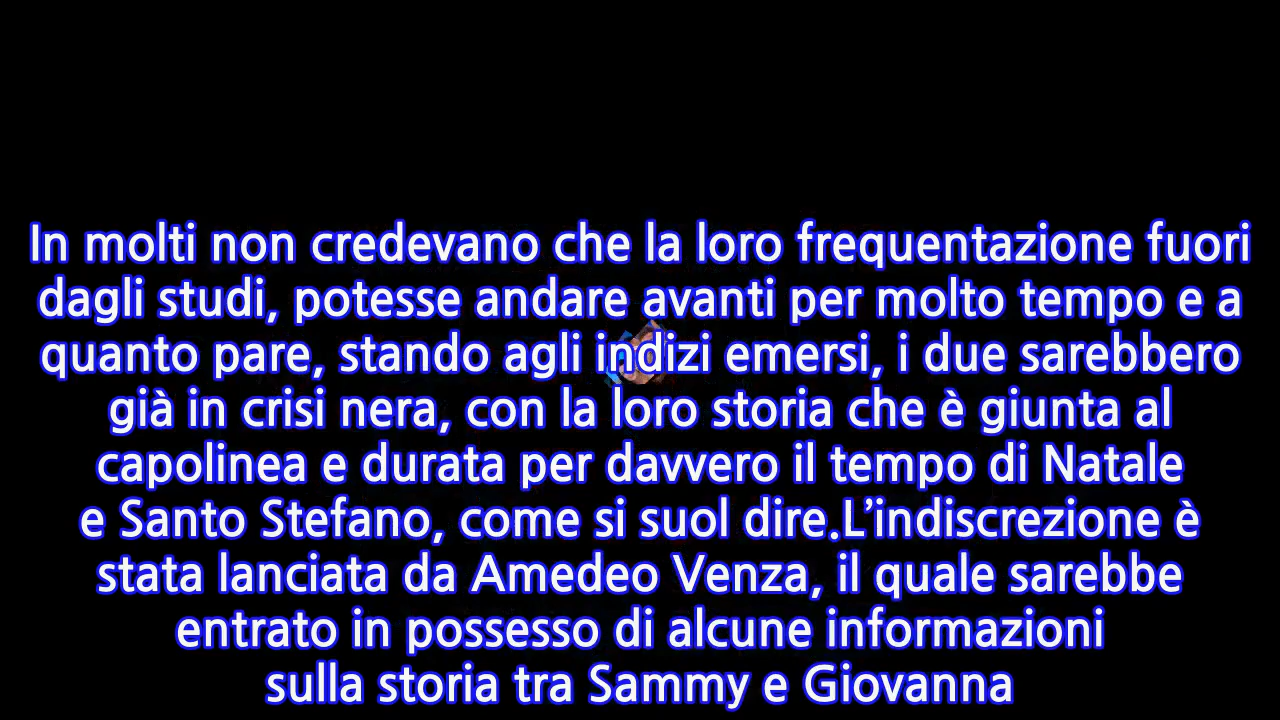 In molti non credevano che la loro frequentazione fuori
dagli studi, potesse andare avanti per molto tempo e a
quanto pare, stando agli indizi emersi, i due sarebbero
già in crisi nera, con la loro storia che è giunta al
capolinea e durata per davvero il tempo di Natale
e Santo Stefano, come si suol dire.L’indiscrezione è
stata lanciata da Amedeo Venza, il quale sarebbe
entrato in possesso di alcune informazioni
sulla storia tra Sammy e Giovanna